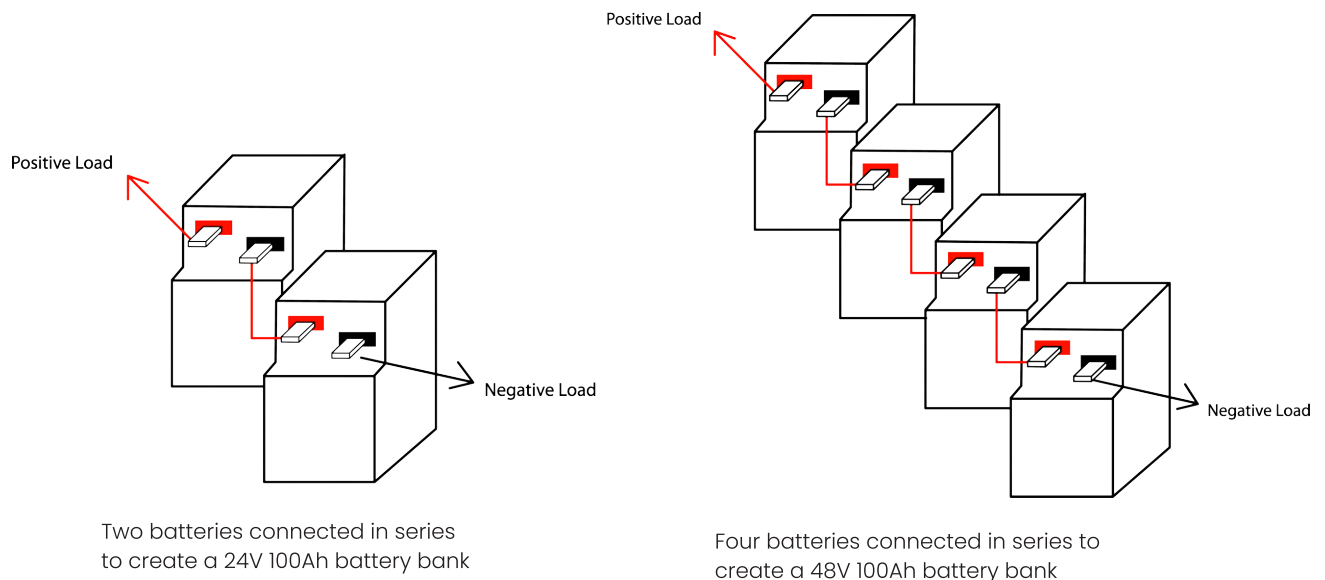 Positive Load
Negative Load
Two batteries connected in series
to create a 24V 100Ah battery bank
Positive Load
Negative Load
Four batteries connected in series to
create a 48V 100Ah battery bank